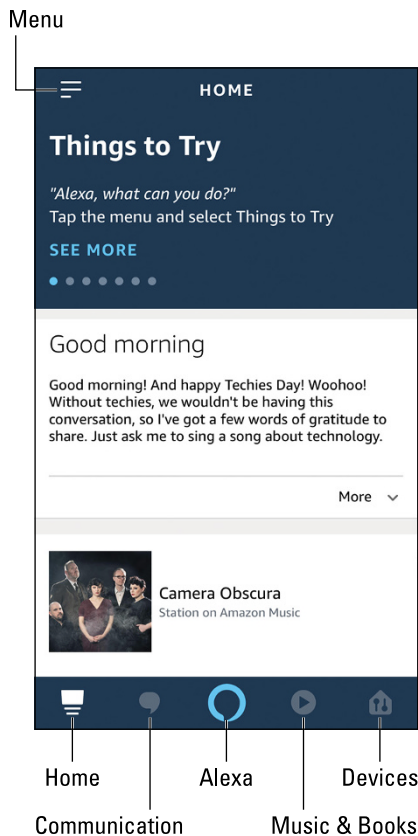 Menu
HOME
Things to Try
"Alexa, what can you do?"
Tap the menu and select Things to Try
SEE MORE
Good morning
Good morning! And happy Techies Day! Woohoo!
Without techies, we wouldn't be having this
conversation, so I've got a few words of gratitude to
share. Just ask me to sing a song about technology.
More
Camera Obscura
Station on Amazon Music
Home
Alexa
Devices
Communication
Music & Books